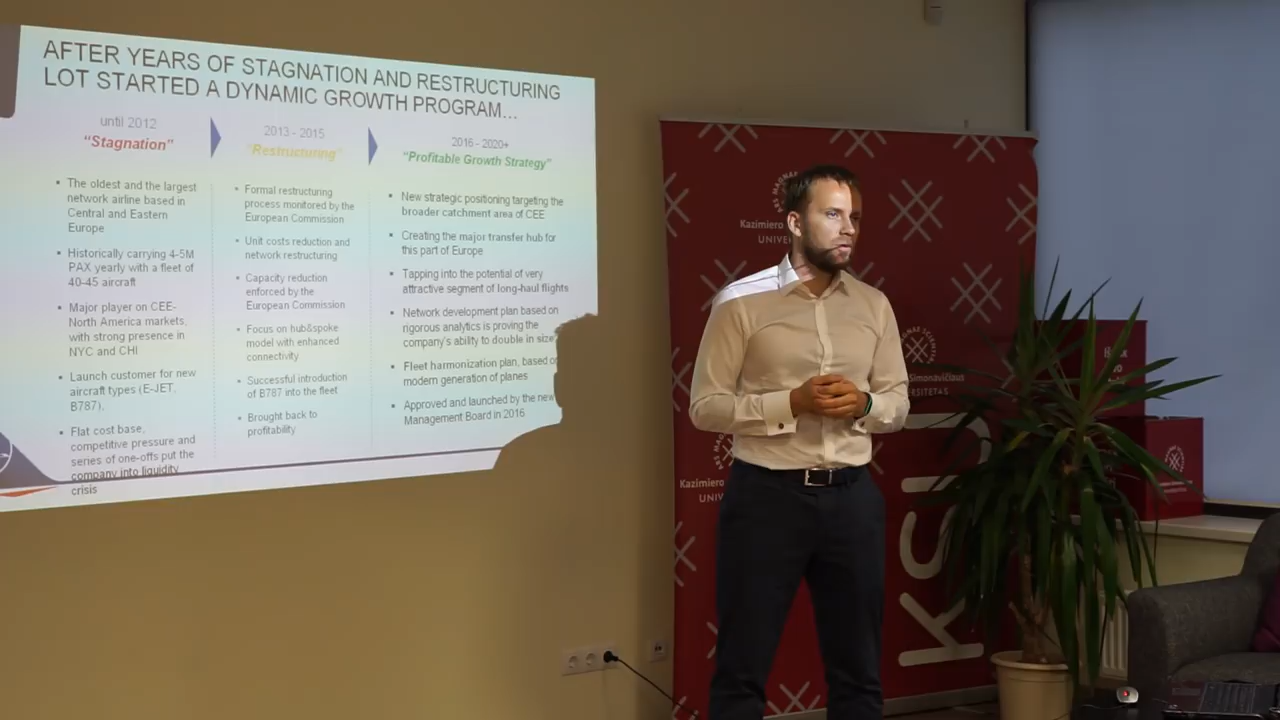 AFTER YEARS OF STAGNATION AND RESTRUCTURING
LOT STARTED A DYNAMIC GROWTH PROGRAM...
until 2012
"Stagnation"
▪ The oldest and the largest
network airline based in
Central and Eastern
Europe
▪ Historically carrying 4-5M
PAX yearly with a fleet of
40-45 aircraft
▪ Major player on CEE-
North America markets,
with strong presence in
NYC and CHI
▪ Launch customer for new
aircraft types (E-JET,
B787),
▪ Flat cost base,
competitive pressure and
series of one-offs put the
company into liquidity
crisis
2013 - 2015
"Restructuring"
▪ Formal restructuring
process monitored by the
European Commission
▪ Unit costs reduction and
network restructuring
▪ Capacity reduction
enforced by the
European Commission
▪ Focus on hub&spoke
model with enhanced
connectivity
▪ Successful introduction
of B787 into the fleet
▪ Brought back to
profitability
2016 - 2020+
"Profitable Growth Strategy"
▪ New strategic positioning targeting the
broader catchment area of CEE
▪ Creating the major transfer hub for
this part of Europe
▪ Tapping into the potential of very
attractive segment of long-haul flights
▪ Network development plan based on
rigorous analytics is proving the
company's ability to double in size
▪ Fleet harmonization plan, based on
modern generation of planes
▪ Approved and launched by the new
Management Board in 2016
Kazimiero
UNIVE
Simonavičiaus
ERSITETAS
Kazimiero
UNIV
KSU